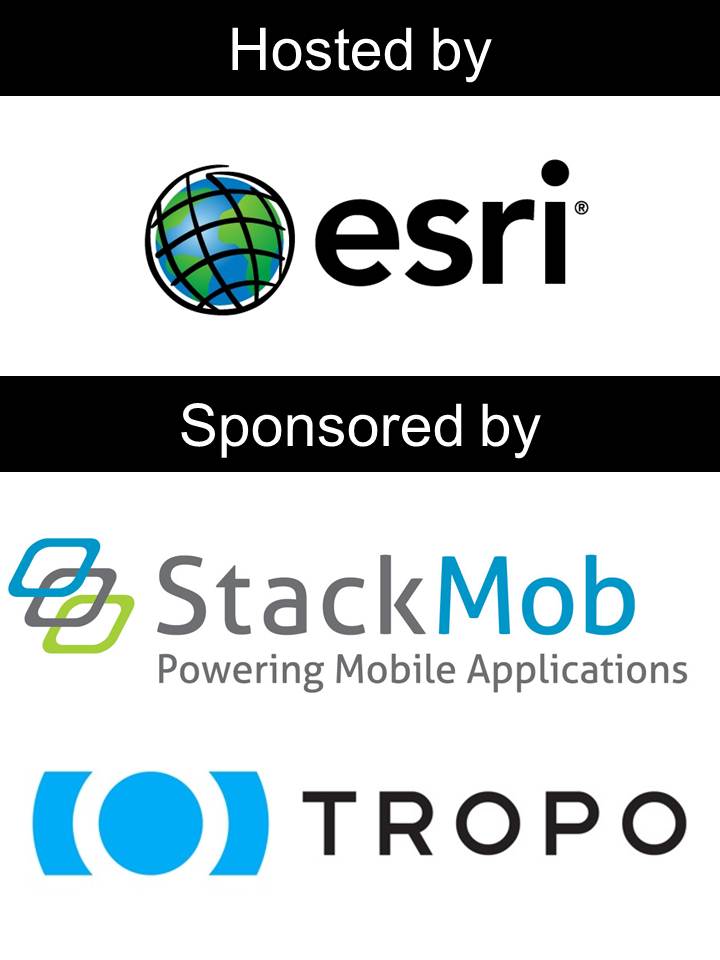 Hosted by
esri®
Sponsored by
StackMob
Powering Mobile Applications
TROPO